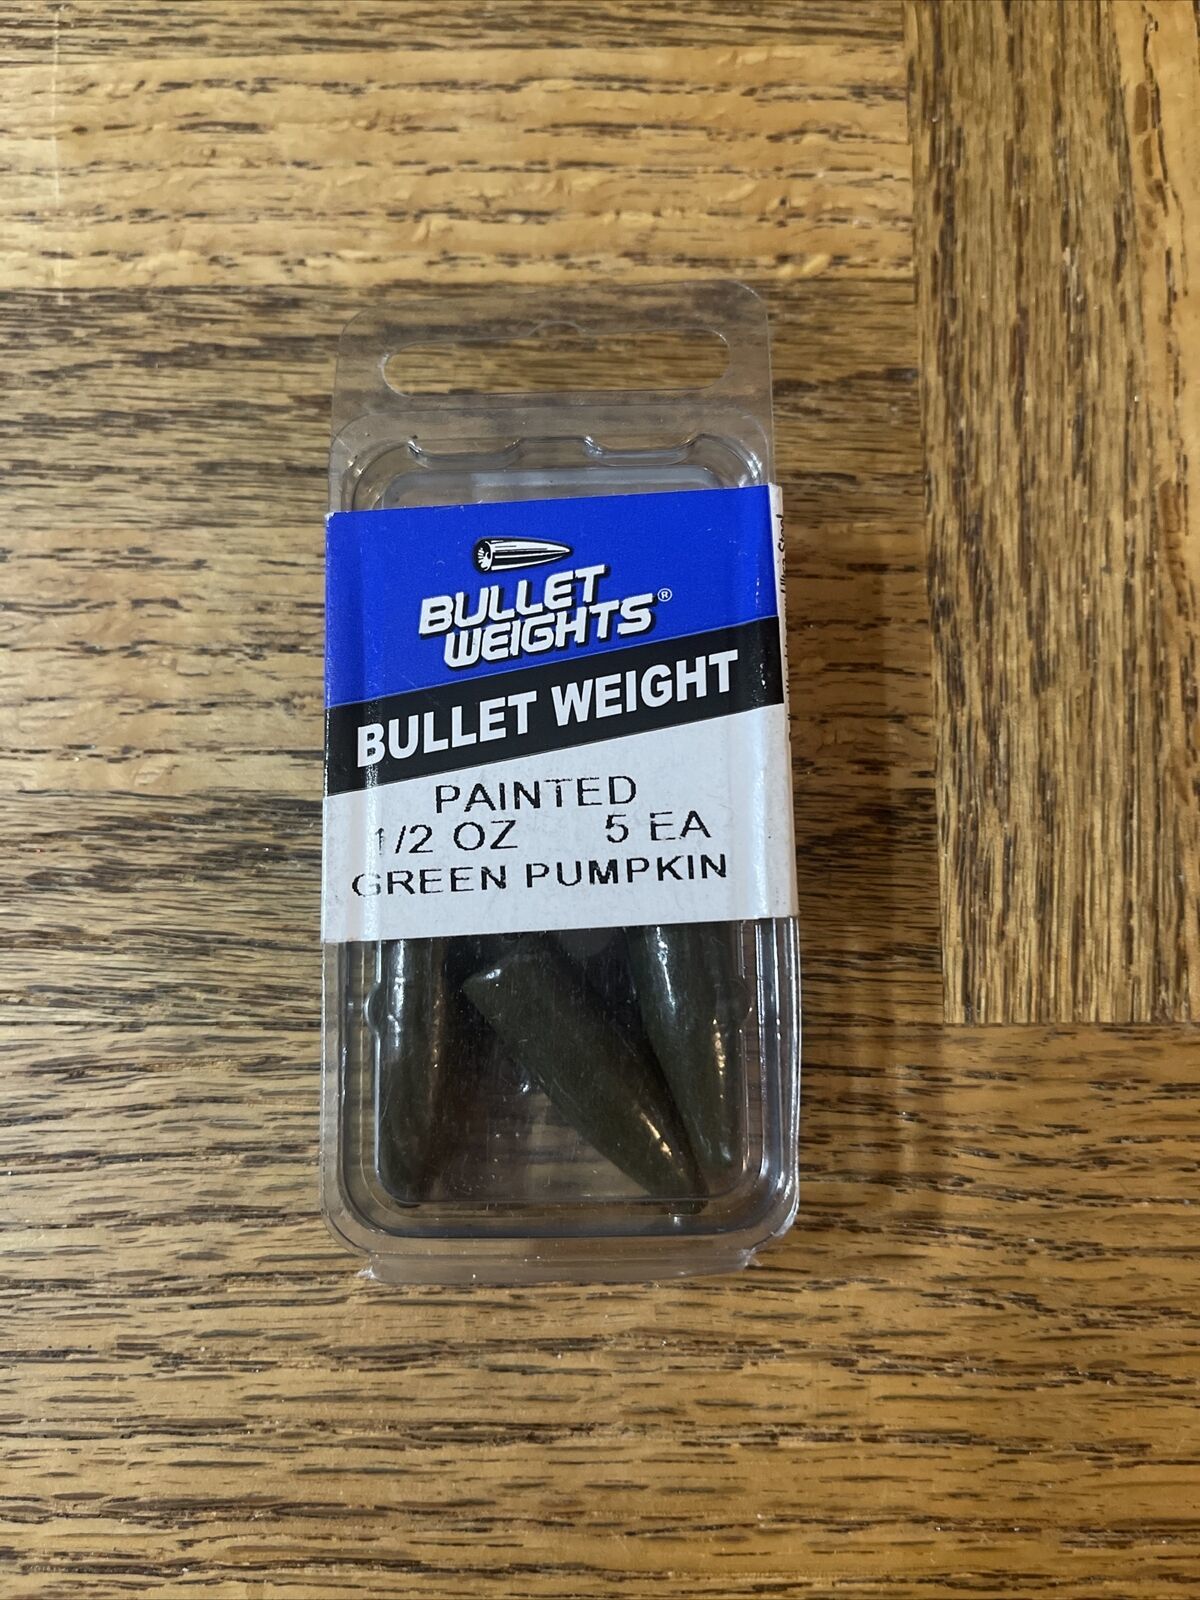 BULLET
WEIGHTS®
BULLET WEIGHT
PAINTED
1/2 OZ 5 EA
GREEN PUMPKIN